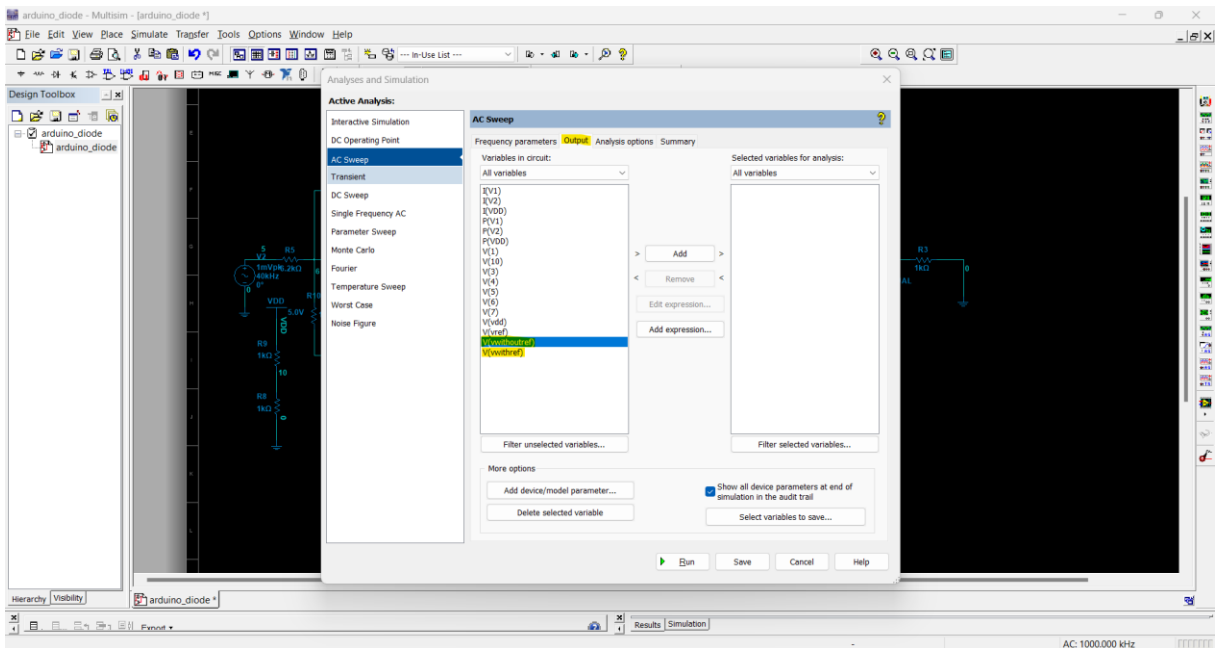 arduino_diode - Multisim - [arduino_diode *]
File Edit View Place Simulate Transfer Tools Options Window Help
--- In-Use List ---
Design Toolbox
arduino_diode
arduino_diode
Analyses and Simulation
Active Analysis:
Interactive Simulation
DC Operating Point
AC Sweep
Transient
DC Sweep
Single Frequency AC
Parameter Sweep
Monte Carlo
Fourier
Temperature Sweep
Worst Case
Noise Figure
AC Sweep
Frequency parameters Output Analysis options Summary
Variables in circuit:
All variables
I(V1)
I(V2)
I(VDD)
P(V1)
P(V2)
P(VDD)
V(1)
V(10)
V(3)
V(4)
V(5)
V(6)
V(7)
V(vdd)
V(vref)
V(vwithoutref)
V(vwithref)
> Add >
< Remove <
Edit expression...
Add expression...
Selected variables for analysis:
All variables
Filter unselected variables...
Filter selected variables...
More options
Add device/model parameter...
Delete selected variable
Show all device parameters at end of
simulation in the audit trail
Select variables to save...
Run Save Cancel Help
5 R5
V2
40kHz
0°
0
VDD
5.0V
VDD
R9
1kΩ
10
R8
1kΩ
0
R3
1kΩ
0
Hierarchy Visibility
arduino_diode *
Export
Results Simulation
AC: 1000.000 kHz